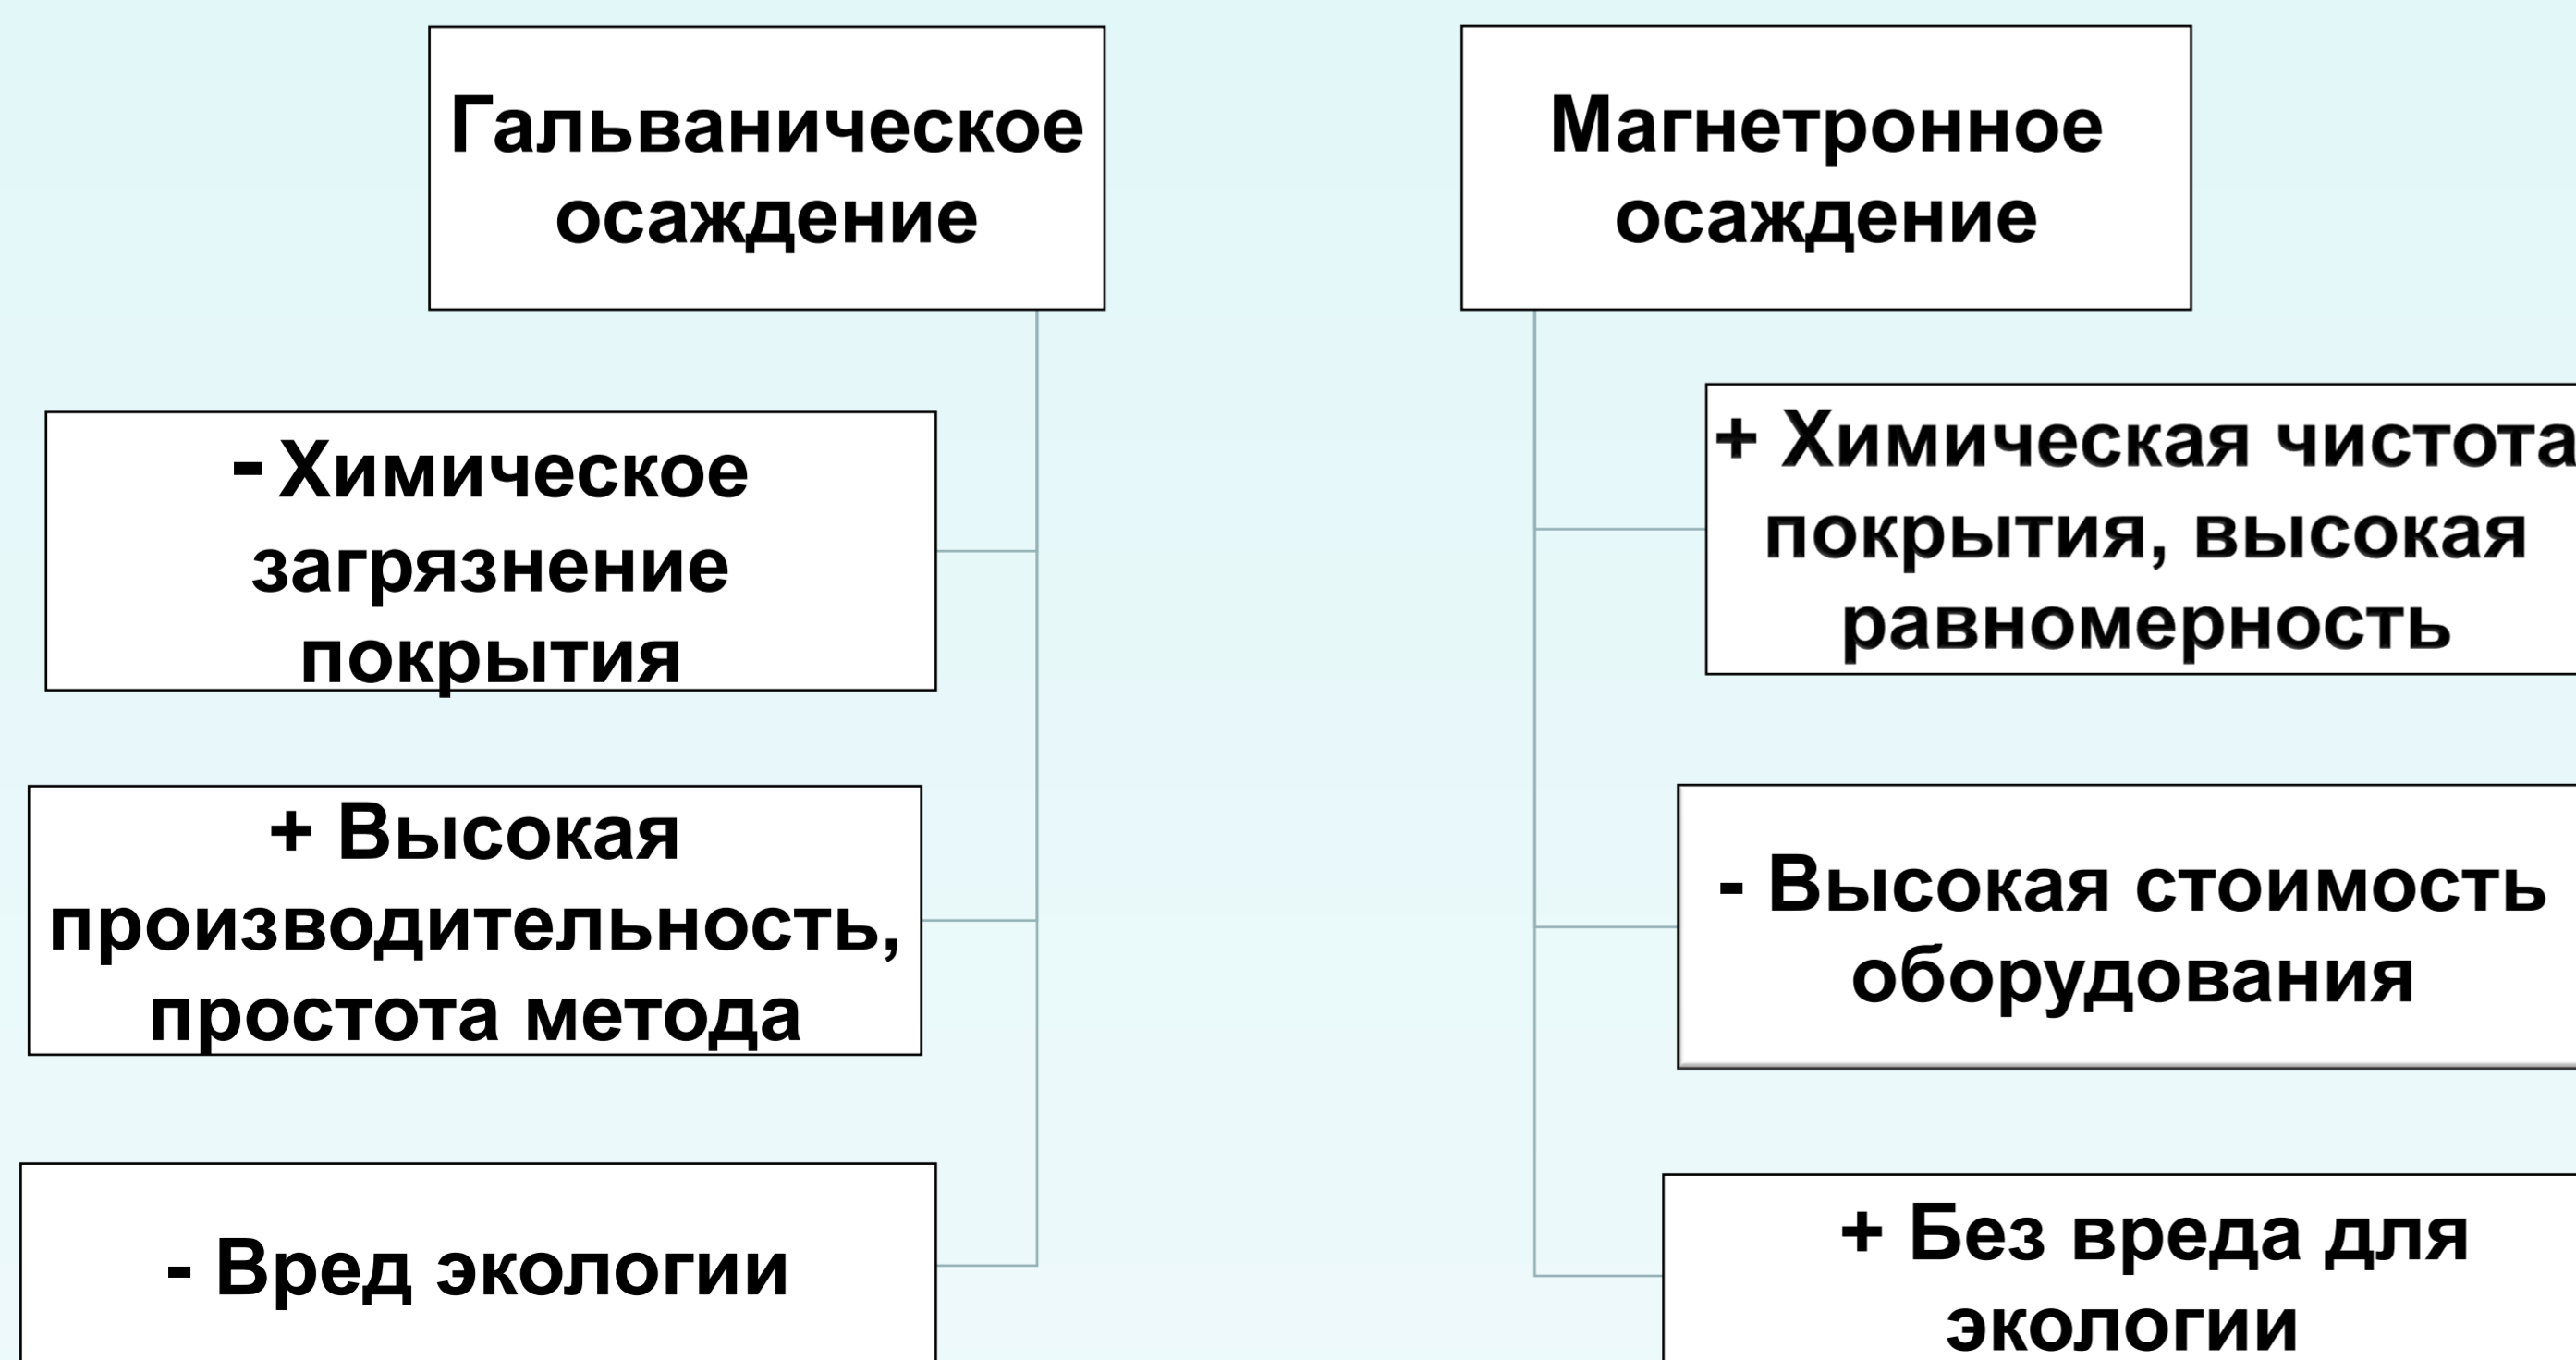 Гальваническое
осаждение
- Химическое
загрязнение
покрытия
+ Высокая
производительность,
простота метода
- Вред экологии
Магнетронное
осаждение
+ Химическая чистота
покрытия, высокая
равномерность
- Высокая стоимость
оборудования
+ Без вреда для
экологии